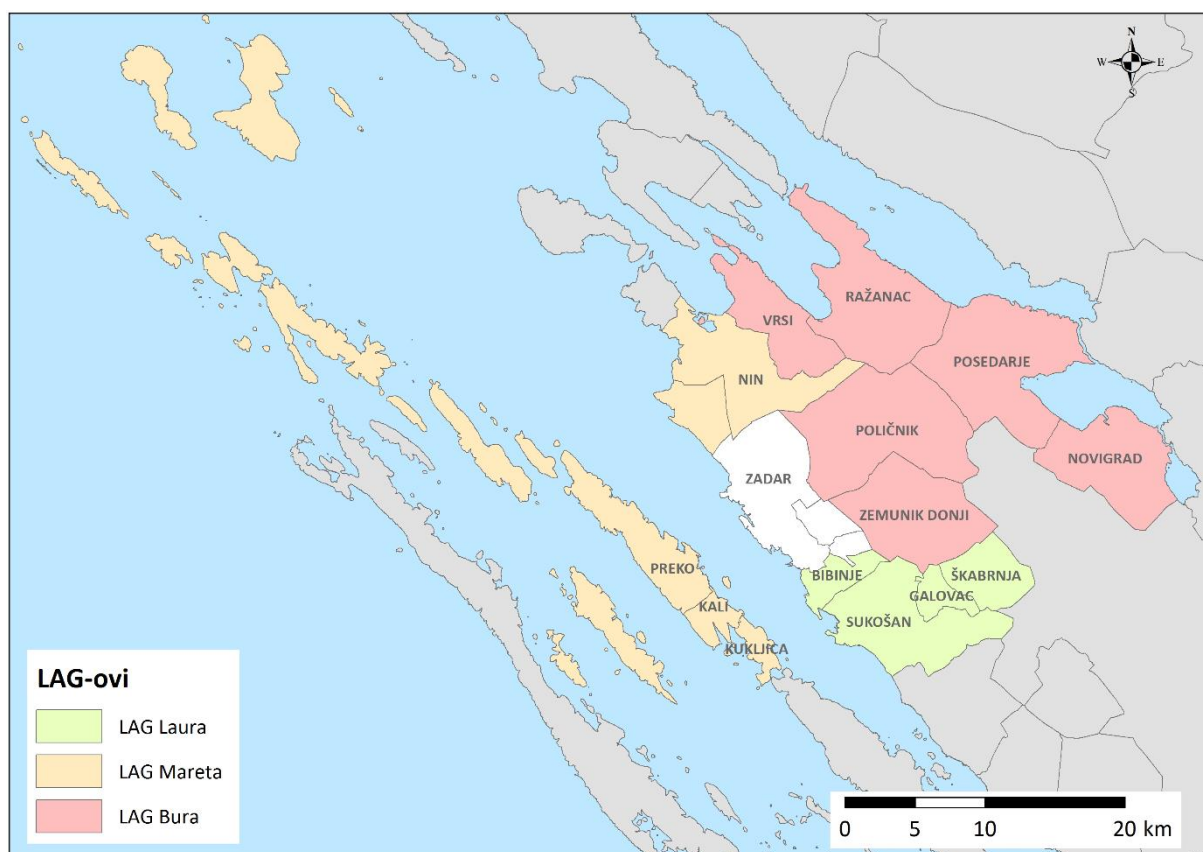 N
W E
S
RAŽANAC
VRSI
POSEDARJE
NIN
POLIČNIK
NOVIGRAD
ZADAR
ZEMUNIK DONJI
PREKO
BIBINJE
ŠKABRNJA
GALOVAC
KALI
SUKOŠAN
KUKLJICA
LAG-ovi
LAG Laura
LAG Mareta
LAG Bura
0 5 10 20 km